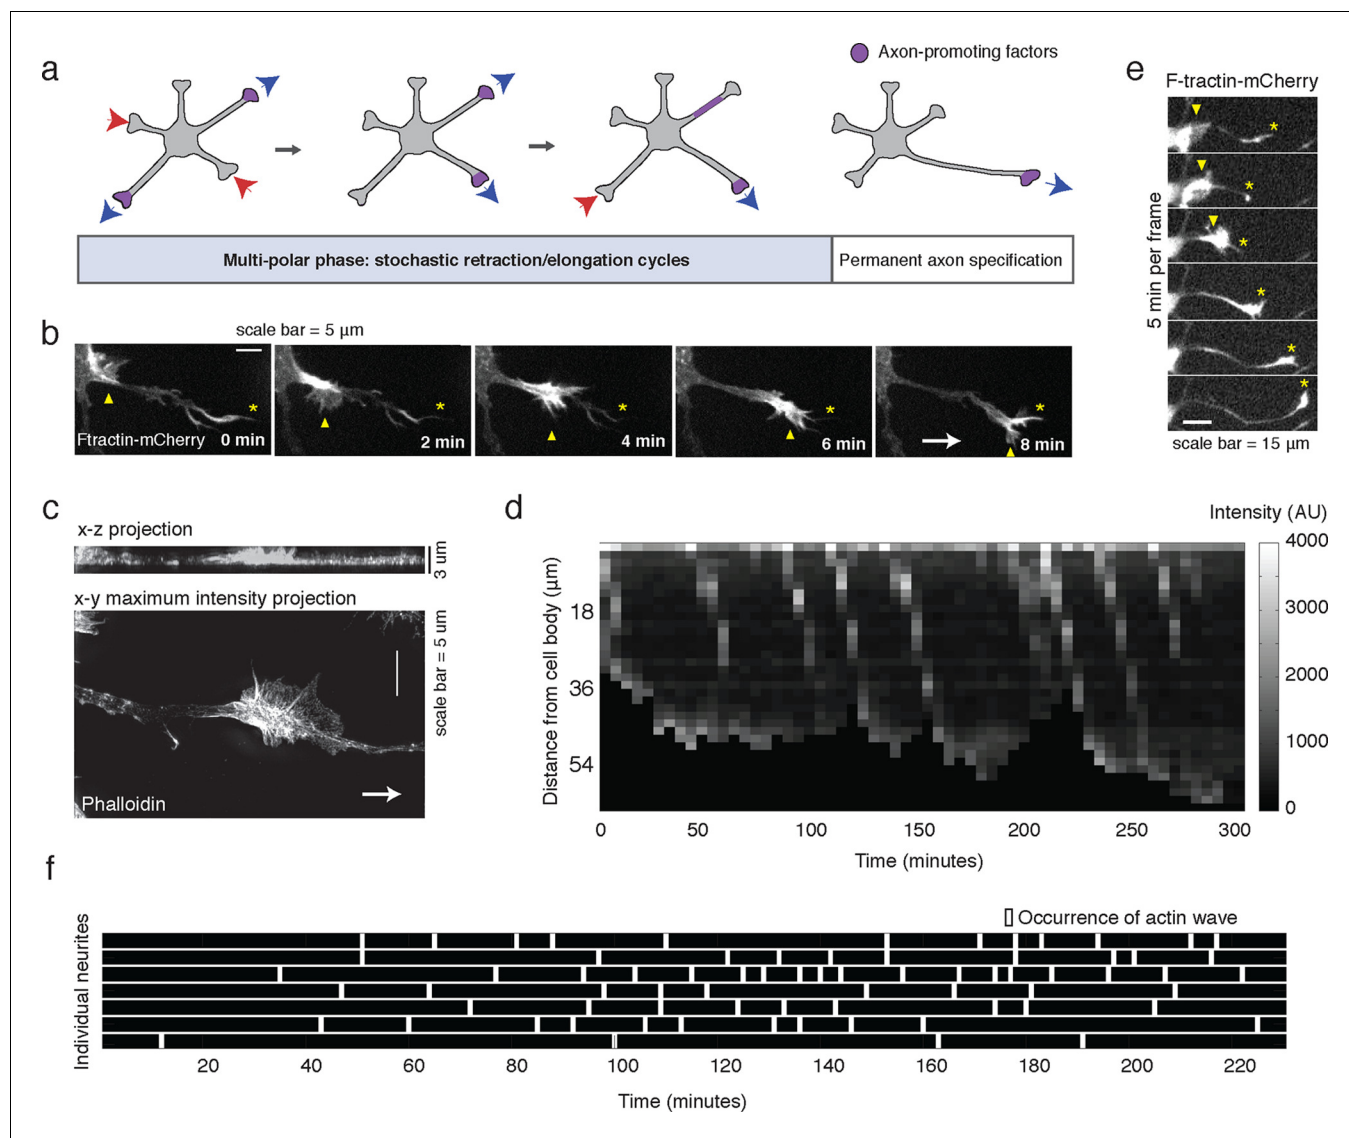 a
Axon-promoting factors
Multi-polar phase: stochastic retraction/elongation cycles
Permanent axon specification
b
scale bar = 5 µm
Ftractin-mCherry
0 min
2 min
4 min
6 min
8 min
c
x-z projection
3 um
x-y maximum intensity projection
scale bar = 5 um
Phalloidin
d
Intensity (AU)
4000
3000
2000
1000
0
Distance from cell body (µm)
18
36
54
0 50 100 150 200 250 300
Time (minutes)
e
F-tractin-mCherry
5 min per frame
scale bar = 15 µm
f
Occurrence of actin wave
Individual neurites
20 40 60 80 100 120 140 160 180 200 220
Time (minutes)